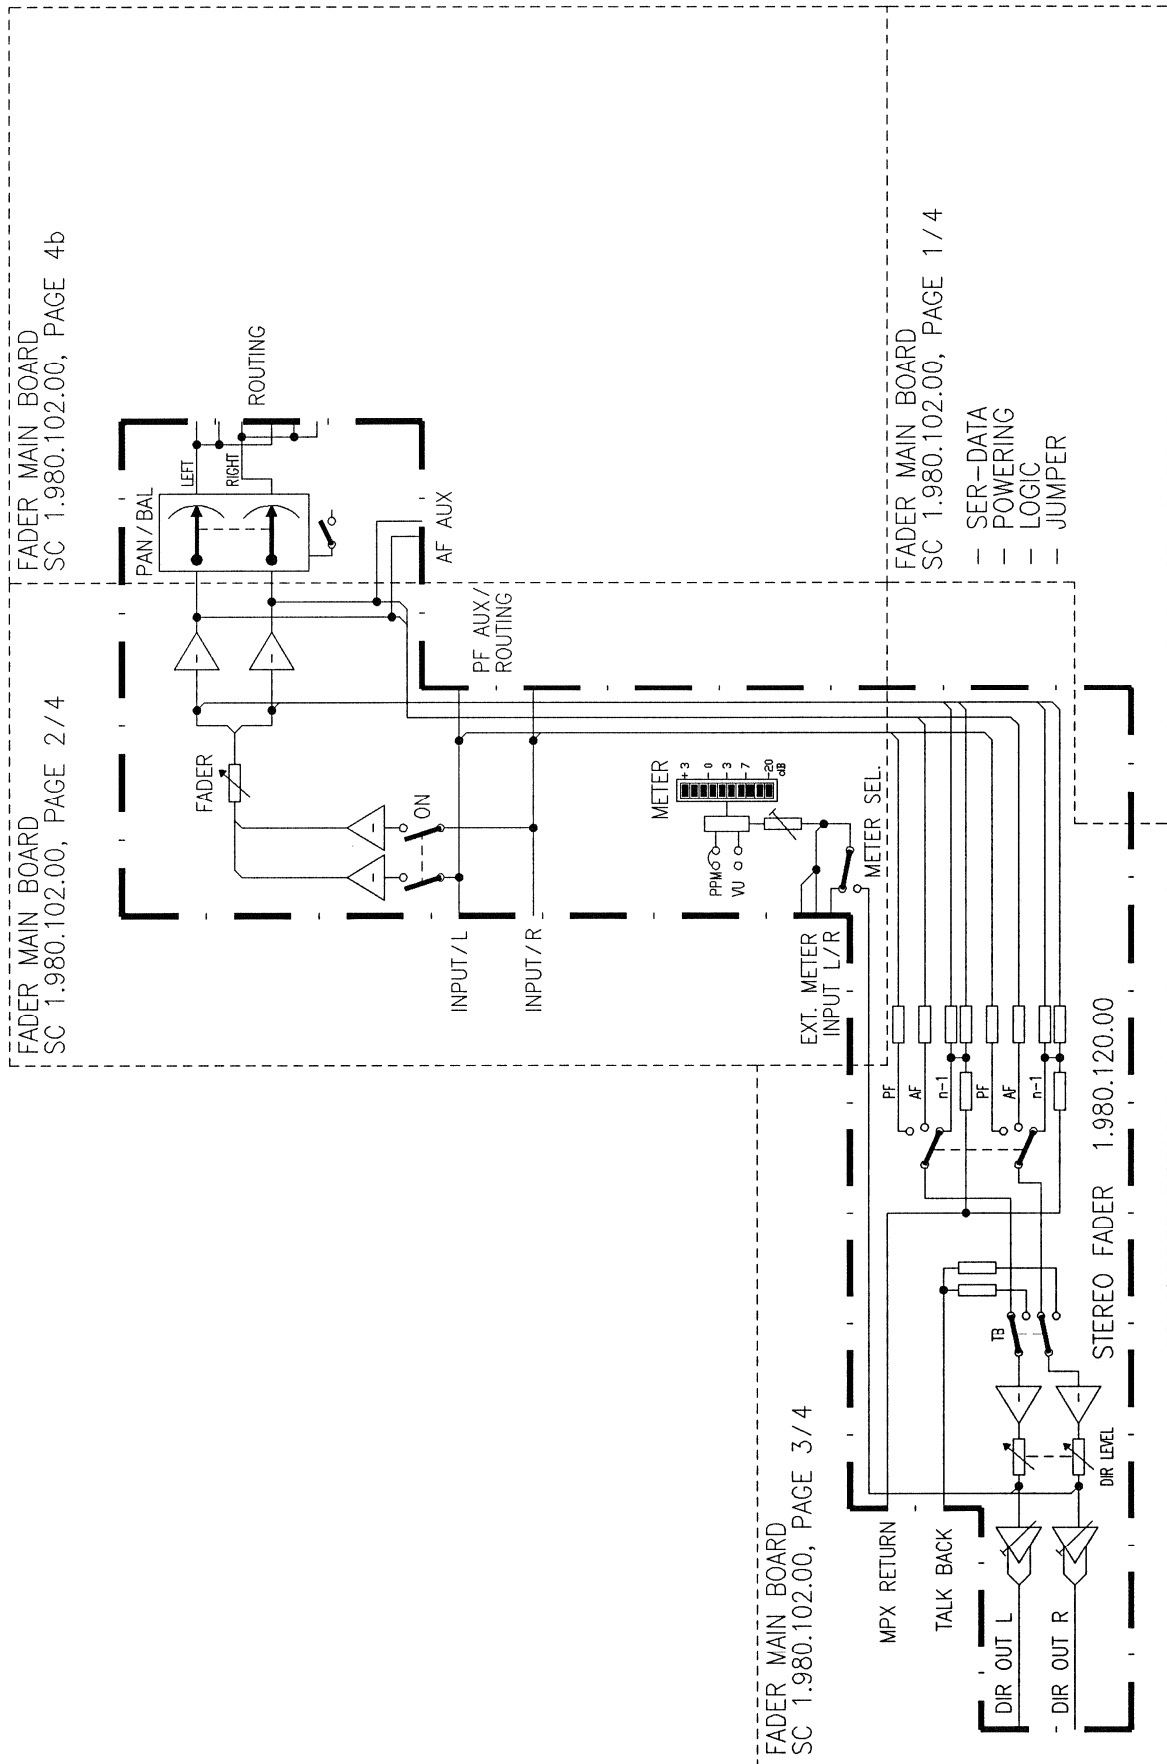 FADER MAIN BOARD
SC 1.980.102.00, PAGE 3/4
FADER MAIN BOARD
SC 1.980.102.00, PAGE 2/4
FADER MAIN BOARD
SC 1.980.102.00, PAGE 4b
FADER MAIN BOARD
SC 1.980.102.00, PAGE 1/4
- SER-DATA
- POWERING
- LOGIC
- JUMPER
PAN/BAL
LEFT
RIGHT
ROUTING
AF AUX
PF AUX/
ROUTING
FADER
ON
INPUT/L
INPUT/R
METER
+3
0
3
7
-20
dB
PPM
VU
METER SEL.
EXT. METER
INPUT L/R
PF
AF
n-1
PF
AF
n-1
MPX RETURN
TALK BACK
TB
DIR LEVEL
DIR OUT L
DIR OUT R
STEREO FADER 1.980.120.00